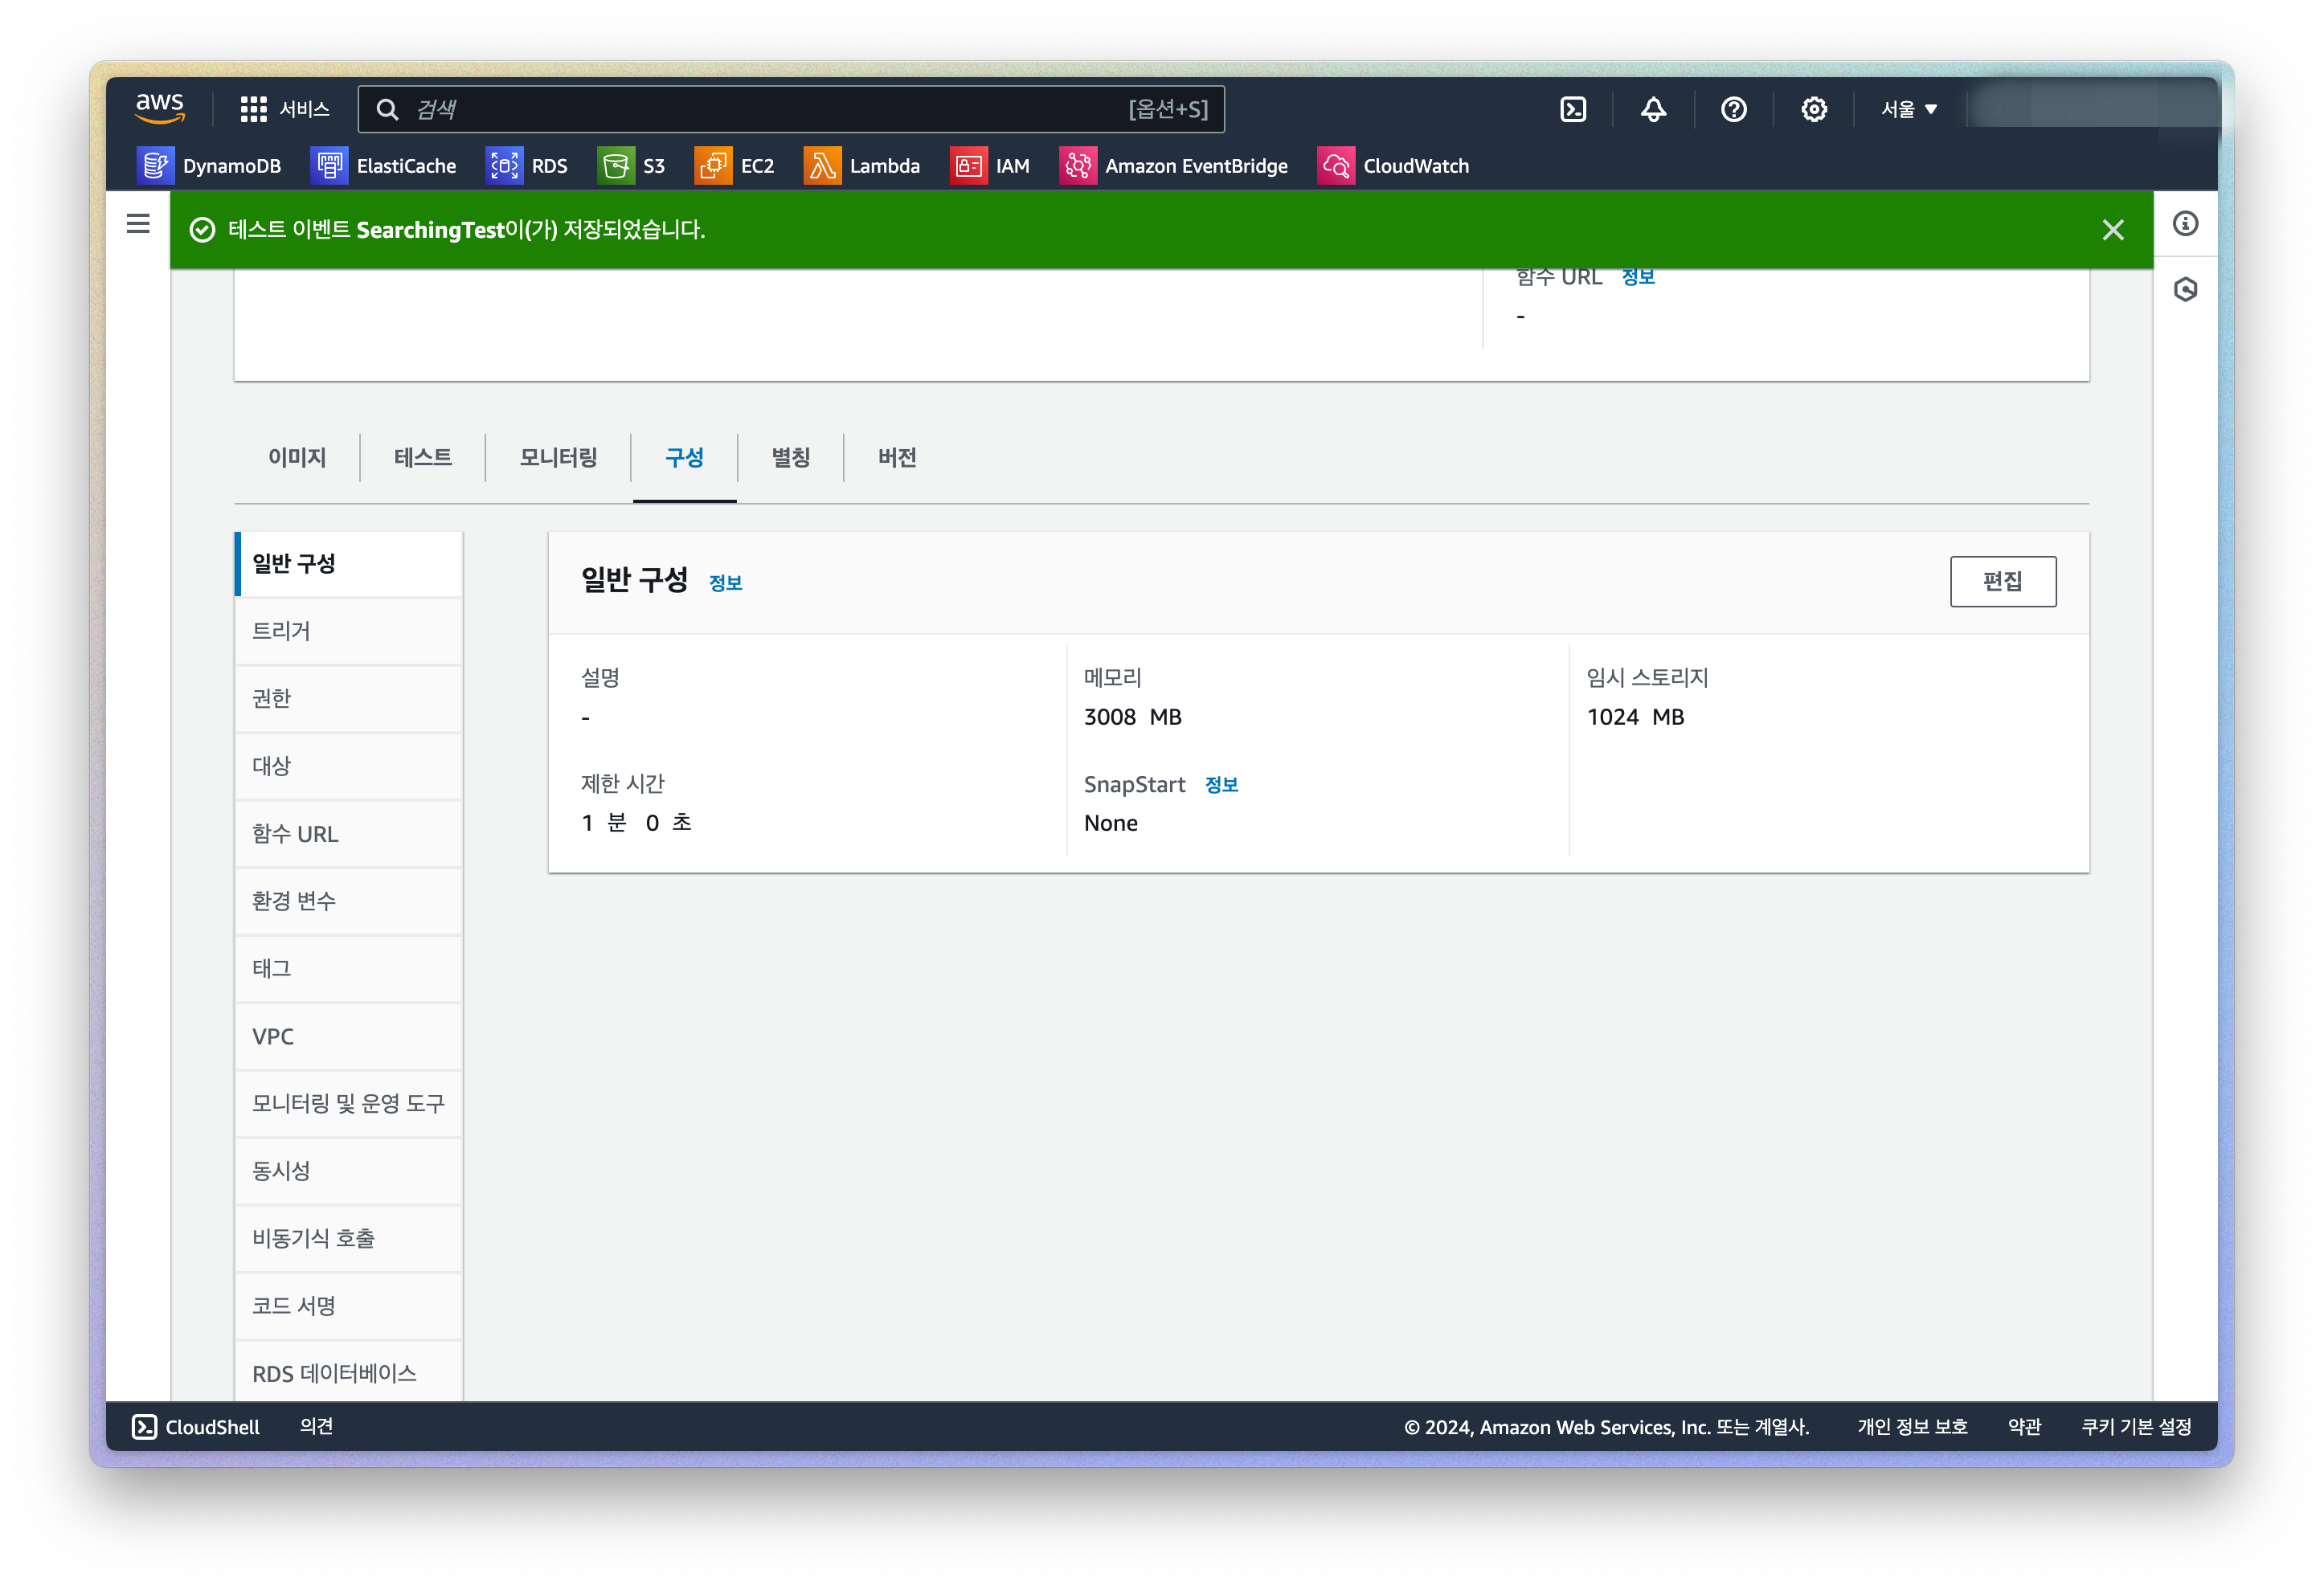 aws
서비스
검색
[옵션+S]
서울
DynamoDB
ElastiCache
RDS
S3
EC2
Lambda
IAM
Amazon EventBridge
CloudWatch
테스트 이벤트 SearchingTest이(가) 저장되었습니다.
함수 URL 정보
-
이미지
테스트
모니터링
구성
별칭
버전
일반 구성
트리거
권한
대상
함수 URL
환경 변수
태그
VPC
모니터링 및 운영 도구
동시성
비동기식 호출
코드 서명
RDS 데이터베이스
일반 구성 정보
편집
설명
-
메모리
3008 MB
임시 스토리지
1024 MB
제한 시간
1 분 0 초
SnapStart 정보
None
CloudShell
의견
© 2024, Amazon Web Services, Inc. 또는 계열사.
개인 정보 보호
약관
쿠키 기본 설정